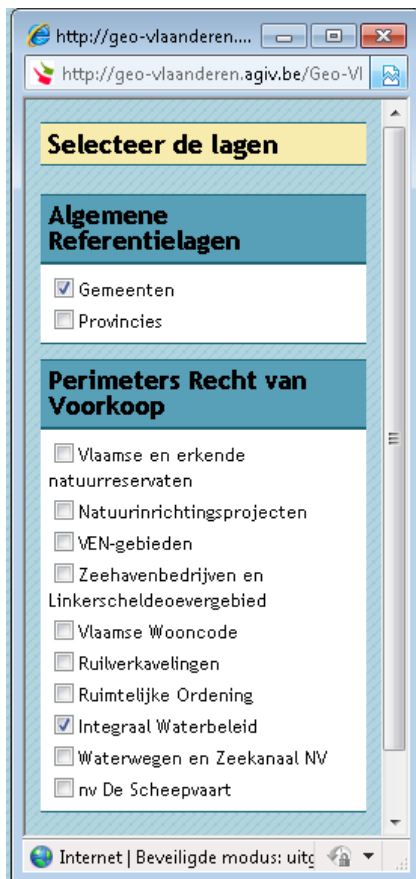 http://geo-vlaanderen....
http://geo-vlaanderen.agiv.be/Geo-Vl
Selecteer de lagen
Algemene
Referentielagen
Gemeenten
Provincies
Perimeters Recht van
Voorkoop
Vlaamse en erkende
natuurreservaten
Natuurinrichtingsprojecten
VEN-gebieden
Zeehavenbedrijven en
Linkerscheldeoevergebied
Vlaamse Wooncode
Ruilverkavelingen
Ruimtelijke Ordening
Integraal Waterbeleid
Waterwegen en Zeekanaal NV
nv De Scheepvaart
Internet | Beveiligde modus: uitg